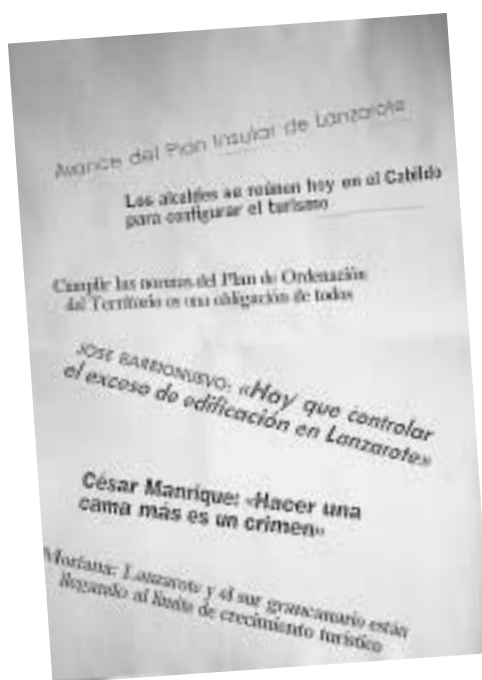 Avance del Plan Insular de Lanzarote
Los alcaldes se reúnen hoy en el Cabildo
para configurar el turismo
Cumplir las normas del Plan de Ordenación
del Territorio es una obligación de todos
JOSE BARRIONUEVO: «Hay que controlar
el exceso de edificación en Lanzarote»
César Manrique: «Hacer una
cama más es un crimen»
Moriana: Lanzarote y el sur grancanario están
llegando al límite de crecimiento turístico